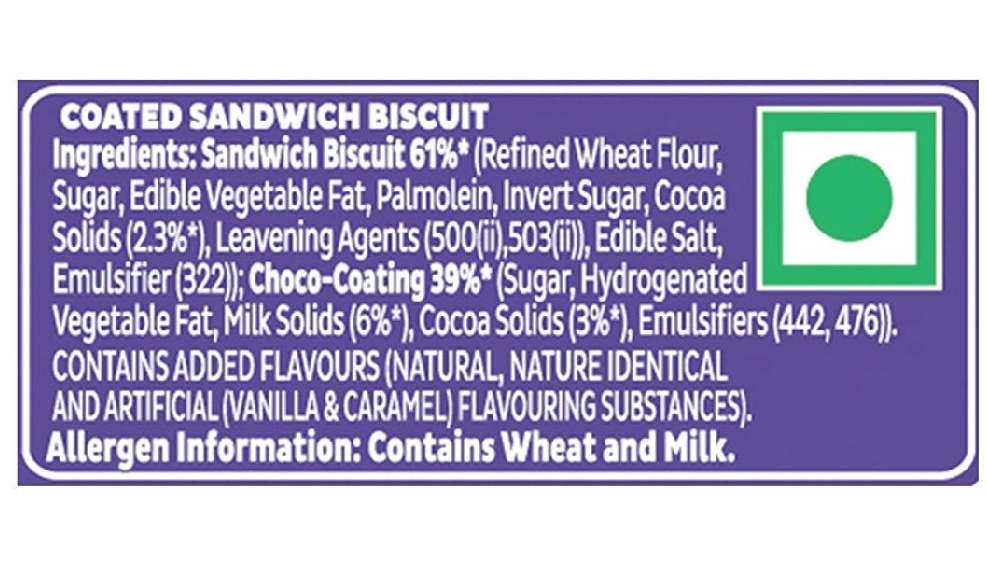 COATED SANDWICH BISCUIT
Ingredients: Sandwich Biscuit 61%* (Refined Wheat Flour,
Sugar, Edible Vegetable Fat, Palmolein, Invert Sugar, Cocoa
Solids (2.3%*), Leavening Agents (500(ii),503(ii)), Edible Salt,
Emulsifier (322)); Choco-Coating 39%* (Sugar, Hydrogenated
Vegetable Fat, Milk Solids (6%*), Cocoa Solids (3%*), Emulsifiers (442, 476)).
CONTAINS ADDED FLAVOURS (NATURAL, NATURE IDENTICAL
AND ARTIFICIAL (VANILLA & CARAMEL) FLAVOURING SUBSTANCES).
Allergen Information: Contains Wheat and Milk.